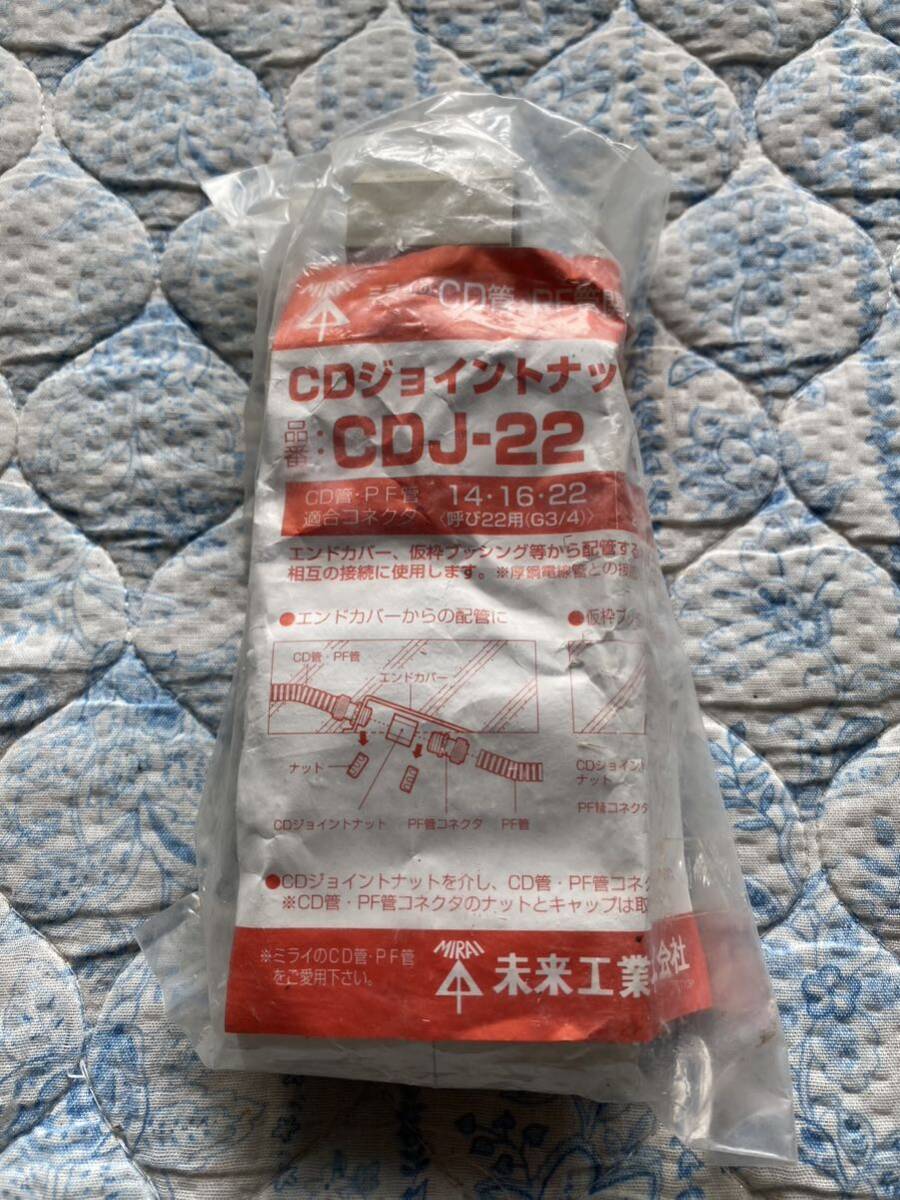 MIRAI
ミライの CD管・PF管用
CDジョイントナッ
品番：CDJ-22
CD管・PF管 14・16・22
適合コネクタ 〈呼び22用(G3/4)〉
エンドカバー、仮枠ブッシング等から配管する
相互の接続に使用します。※厚鋼電線管との接
●エンドカバーからの配管に
●仮枠ブッ
CD管・PF管
エンドカバー
ナット
CDジョイントナット
PF管コネクタ
PF管
CDジョイント
ナット
PF管コネクタ
●CDジョイントナットを介し、CD管・PF管コネク
※CD管・PF管コネクタのナットとキャップは取
※ミライのCD管・PF管
をご愛用下さい。
MIRAI
未来工業
会社